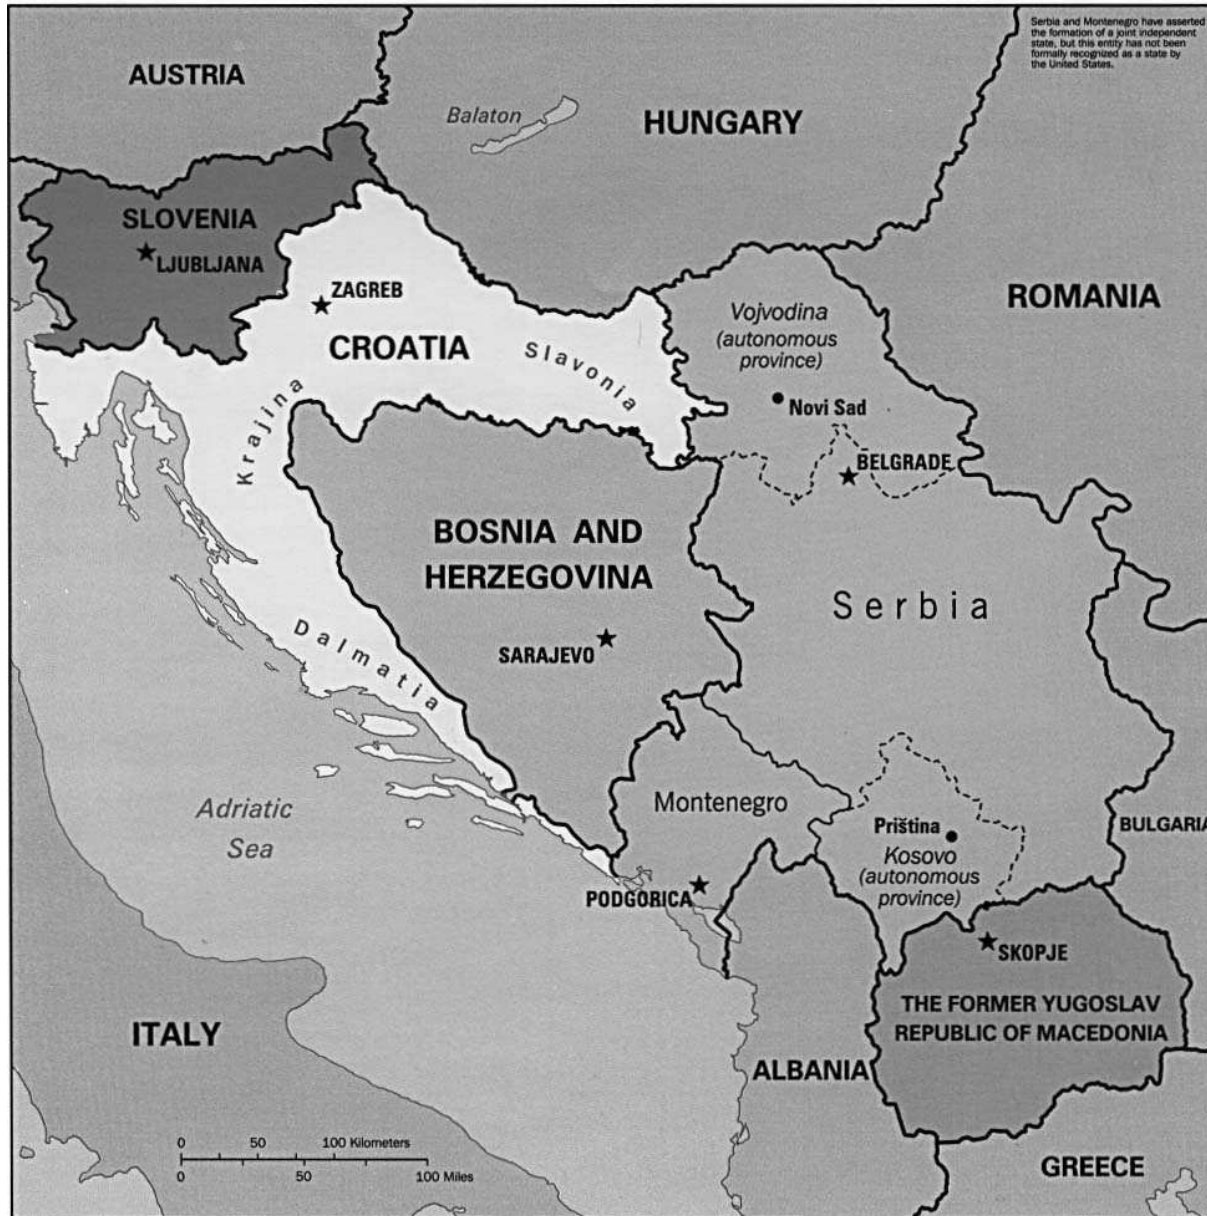 Serbia and Montenegro have asserted
the formation of a joint independent
state, but this entity has not been
formally recognized as a state by
the United States.
AUSTRIA
Balaton
HUNGARY
SLOVENIA
LJUBLJANA
ZAGREB
CROATIA
Slavonia
Krajina
Vojvodina
(autonomous
province)
Novi Sad
ROMANIA
BELGRADE
BOSNIA AND
HERZEGOVINA
Serbia
SARAJEVO
Dalmatia
Adriatic
Sea
Montenegro
Priština
Kosovo
(autonomous
province)
BULGARIA
PODGORICA
SKOPJE
THE FORMER YUGOSLAV
REPUBLIC OF MACEDONIA
ITALY
ALBANIA
GREECE
0 50 100 Kilometers
0 50 100 Miles